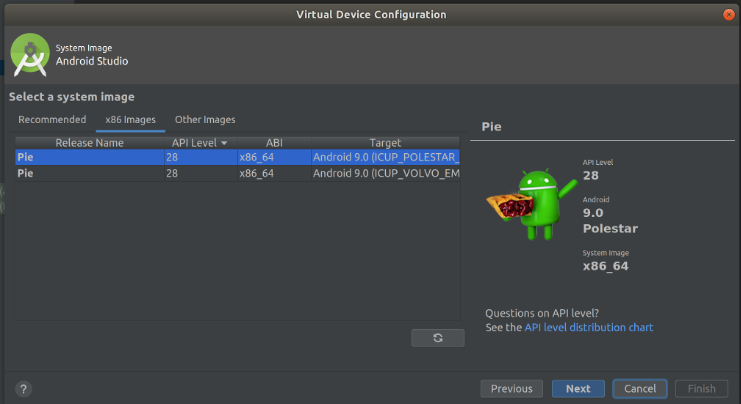 Virtual Device Configuration
System Image
Android Studio
Select a system image
Recommended x86 Images Other Images
Release Name API Level ABI Target
Pie 28 x86_64 Android 9.0 (ICUP_POLESTAR_
Pie 28 x86_64 Android 9.0 (ICUP_VOLVO_EM
Pie
API Level
28
Android
9.0
Polestar
System Image
x86_64
Questions on API level?
See the API level distribution chart
? Previous Next Cancel Finish